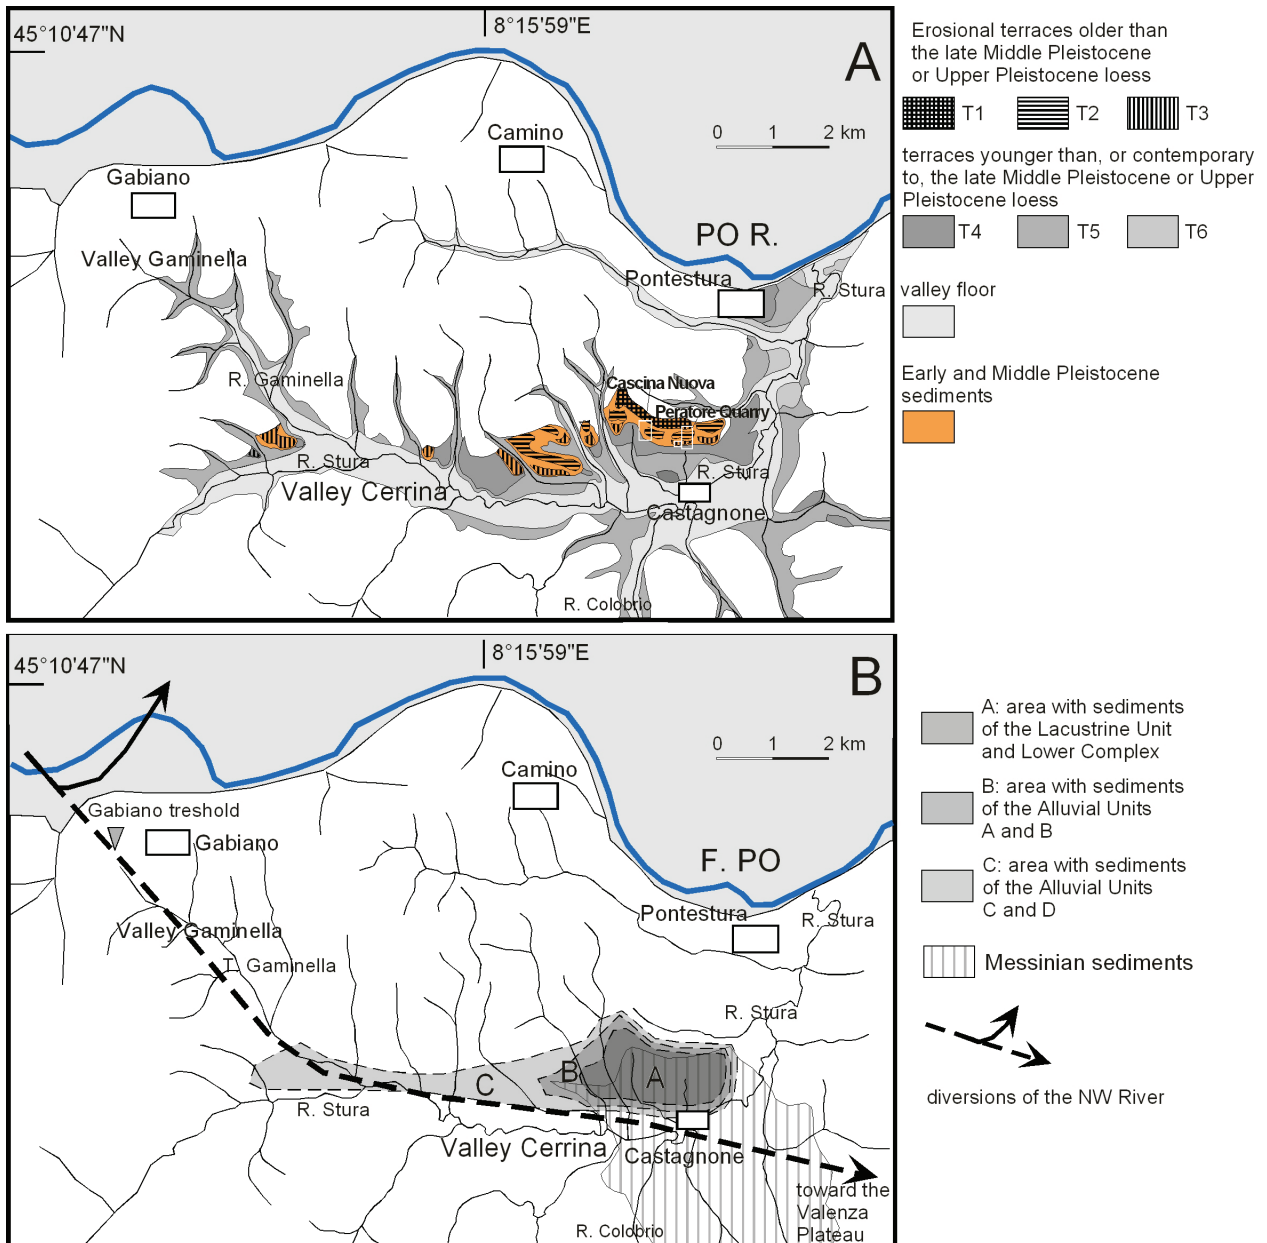 45°10'47"N
8°15'59"E
A
Erosional terraces older than
the late Middle Pleistocene
or Upper Pleistocene loess
T1
T2
T3
terraces younger than, or contemporary
to, the late Middle Pleistocene or Upper
Pleistocene loess
T4
T5
T6
valley floor
Early and Middle Pleistocene
sediments
0 1 2 km
Camino
Gabiano
PO R.
Valley Gaminella
Pontestura
R. Stura
R. Gaminella
Cascina Nuova
Peratore Quarry
R. Stura
R. Stura
Valley Cerrina
Castagnone
R. Colobrio
45°10'47"N
8°15'59"E
B
A: area with sediments
of the Lacustrine Unit
and Lower Complex
B: area with sediments
of the Alluvial Units
A and B
C: area with sediments
of the Alluvial Units
C and D
Messinian sediments
diversions of the NW River
0 1 2 km
Camino
Gabiano treshold
Gabiano
F. PO
Pontestura
R. Stura
Valley Gaminella
T. Gaminella
R. Stura
B
A
C
R. Stura
Valley Cerrina
Castagnone
toward the
Valenza
Plateau
R. Colobrio